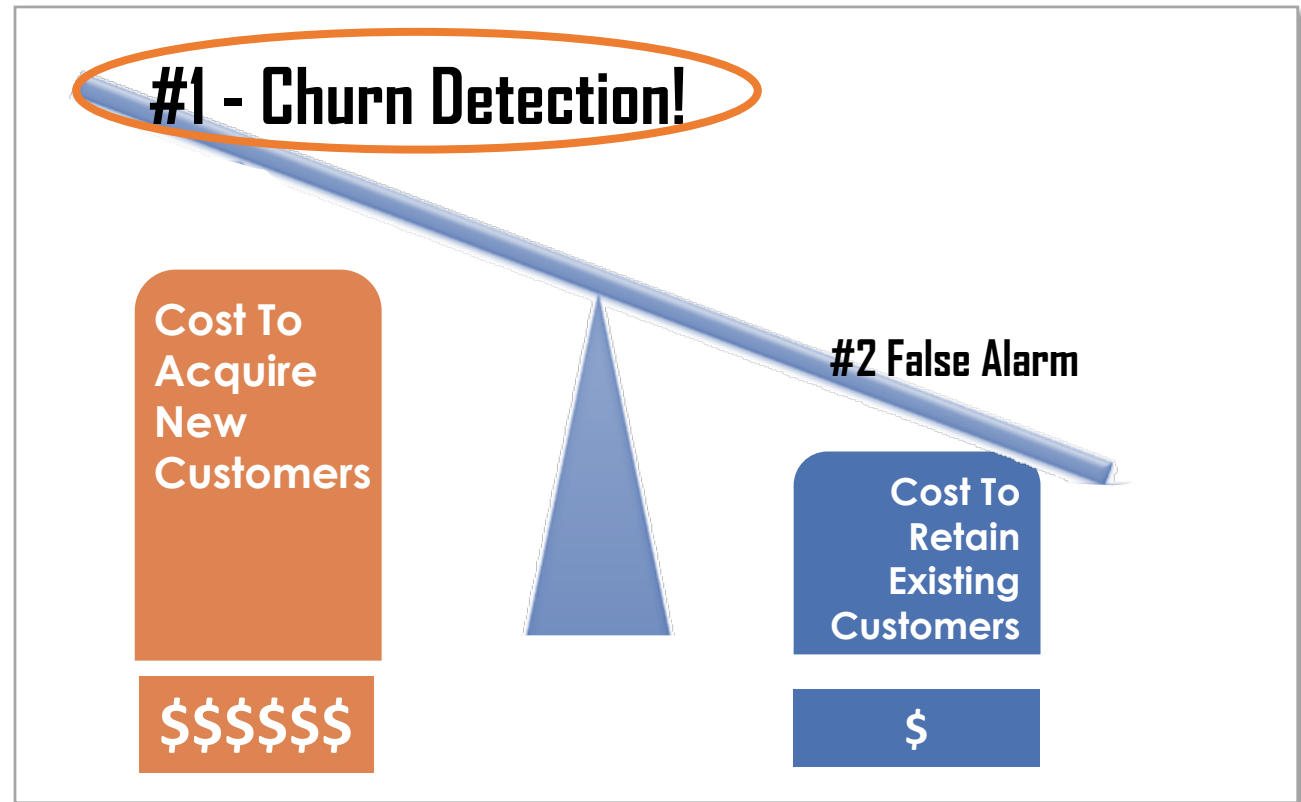 #1 - Churn Detection!
Cost To
Acquire
New
Customers
$$$$$$
#2 False Alarm
Cost To
Retain
Existing
Customers
$